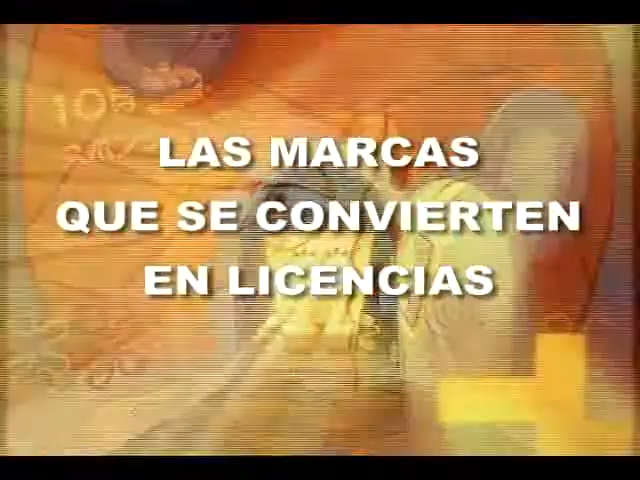 LAS MARCAS
QUE SE CONVIERTEN
EN LICENCIAS